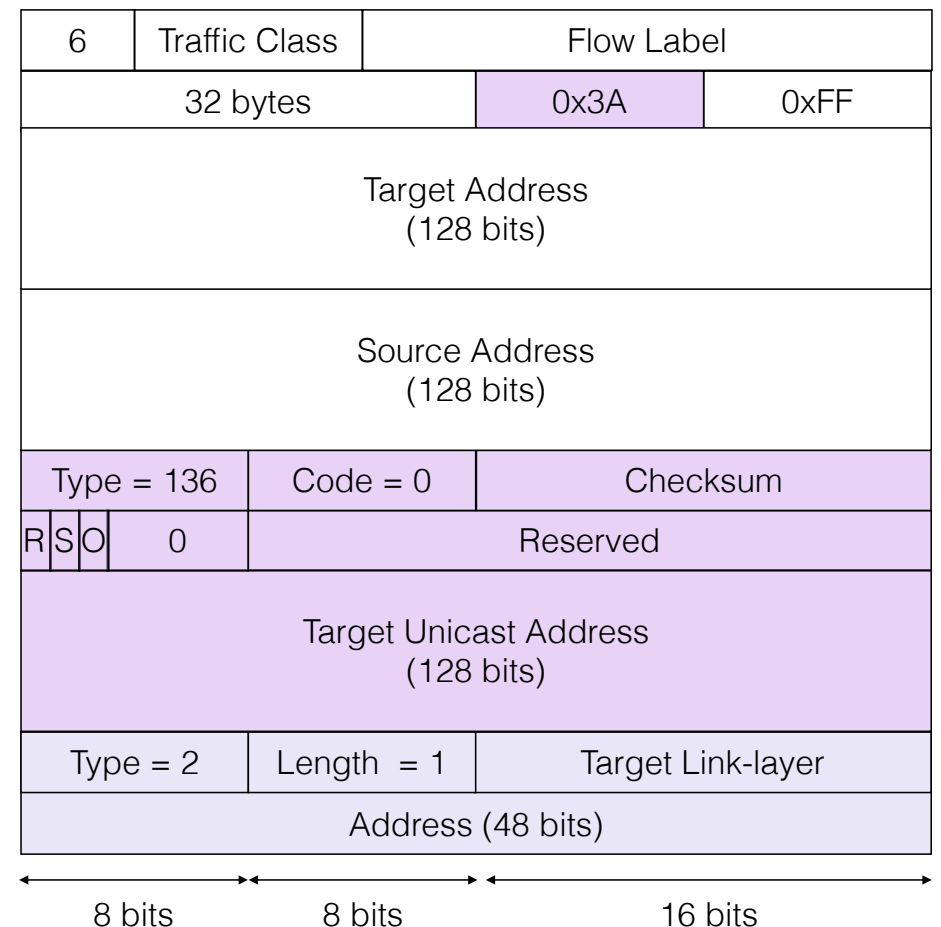 6 Traffic Class Flow Label
32 bytes 0x3A 0xFF
Target Address
(128 bits)
Source Address
(128 bits)
Type = 136 Code = 0 Checksum
R S O 0 Reserved
Target Unicast Address
(128 bits)
Type = 2 Length = 1 Target Link-layer
Address (48 bits)
8 bits 8 bits 16 bits